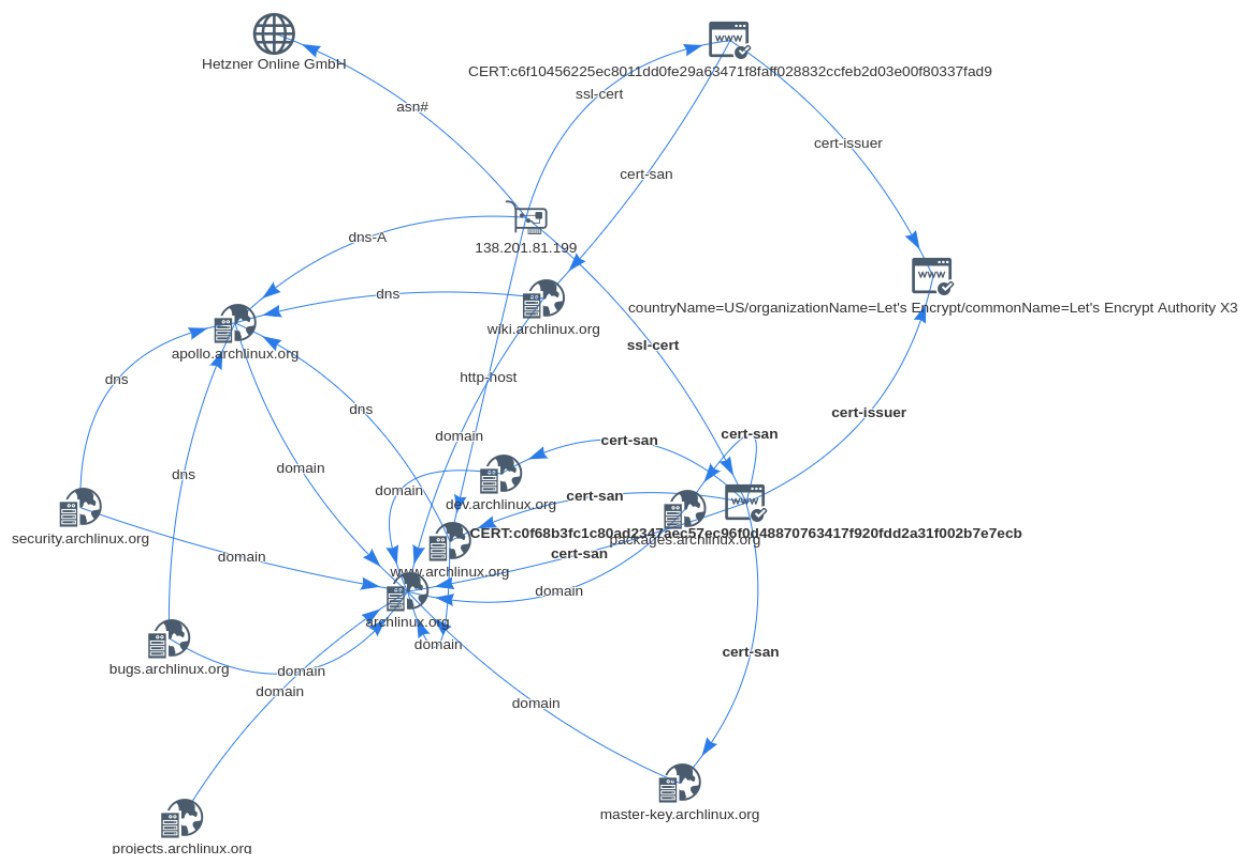 Hetzner Online GmbH
CERT:c6f10456225ec8011dd0fe29a63471f8faff028832ccfeb2d03e00f80337fad9
ssl-cert
asn#
cert-issuer
cert-san
dns-A
138.201.81.199
dns
wiki.archlinux.org
countryName=US/organizationName=Let's Encrypt/commonName=Let's Encrypt Authority X3
apollo.archlinux.org
ssl-cert
dns
http-host
dns
cert-issuer
domain
cert-san
cert-san
domain
dns
domain
dev.archlinux.org
cert-san
security.archlinux.org
CERT:c0f68b3fc1c80ad2347aec57ec96f0d48870763417f920fdd2a31f002b7e7ecb
packages.archlinux.org
domain
cert-san
www.archlinux.org
domain
archlinux.org
domain
cert-san
bugs.archlinux.org
domain
domain
domain
master-key.archlinux.org
projects.archlinux.org